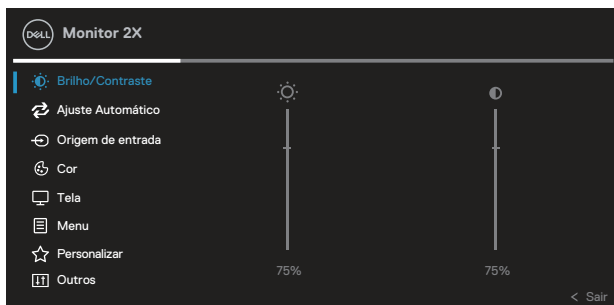 DELL
Monitor 2X
Brilho/Contraste
Ajuste Automático
Origem de entrada
Cor
Tela
Menu
Personalizar
Outros
75%
75%
< Sair